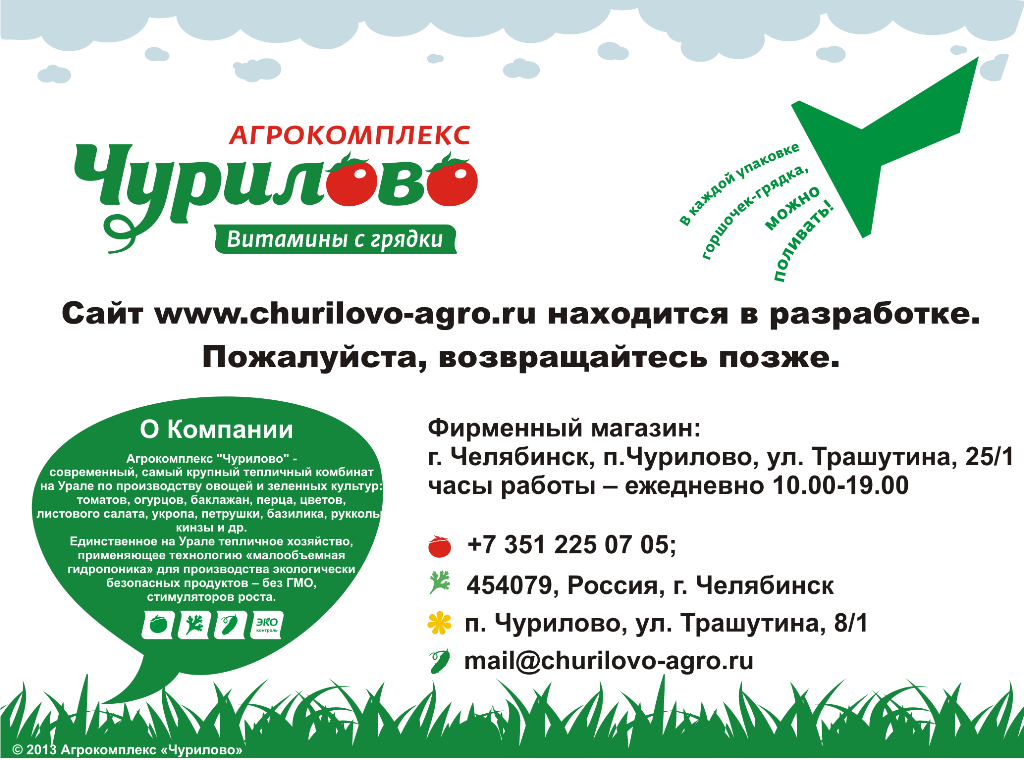 АГРОКОМПЛЕКС
Чурилово
Витамины с грядки
В каждой упаковке
горшочек-грядка,
можно
поливать!
Сайт www.churilovo-agro.ru находится в разработке.
Пожалуйста, возвращайтесь позже.
О Компании
Агрокомплекс "Чурилово" -
современный, самый крупный тепличный комбинат
на Урале по производству овощей и зеленных культур:
томатов, огурцов, баклажан, перца, цветов,
листового салата, укропа, петрушки, базилика, рукколы
кинзы и др.
Единственное на Урале тепличное хозяйство,
применяющее технологию «малообъемная
гидропоника» для производства экологически
безопасных продуктов – без ГМО,
стимуляторов роста.
ЭКО
контроль
Фирменный магазин:
г. Челябинск, п.Чурилово, ул. Трашутина, 25/1
часы работы – ежедневно 10.00-19.00
+7 351 225 07 05;
454079, Россия, г. Челябинск
п. Чурилово, ул. Трашутина, 8/1
mail@churilovo-agro.ru
© 2013 Агрокомплекс «Чурилово»